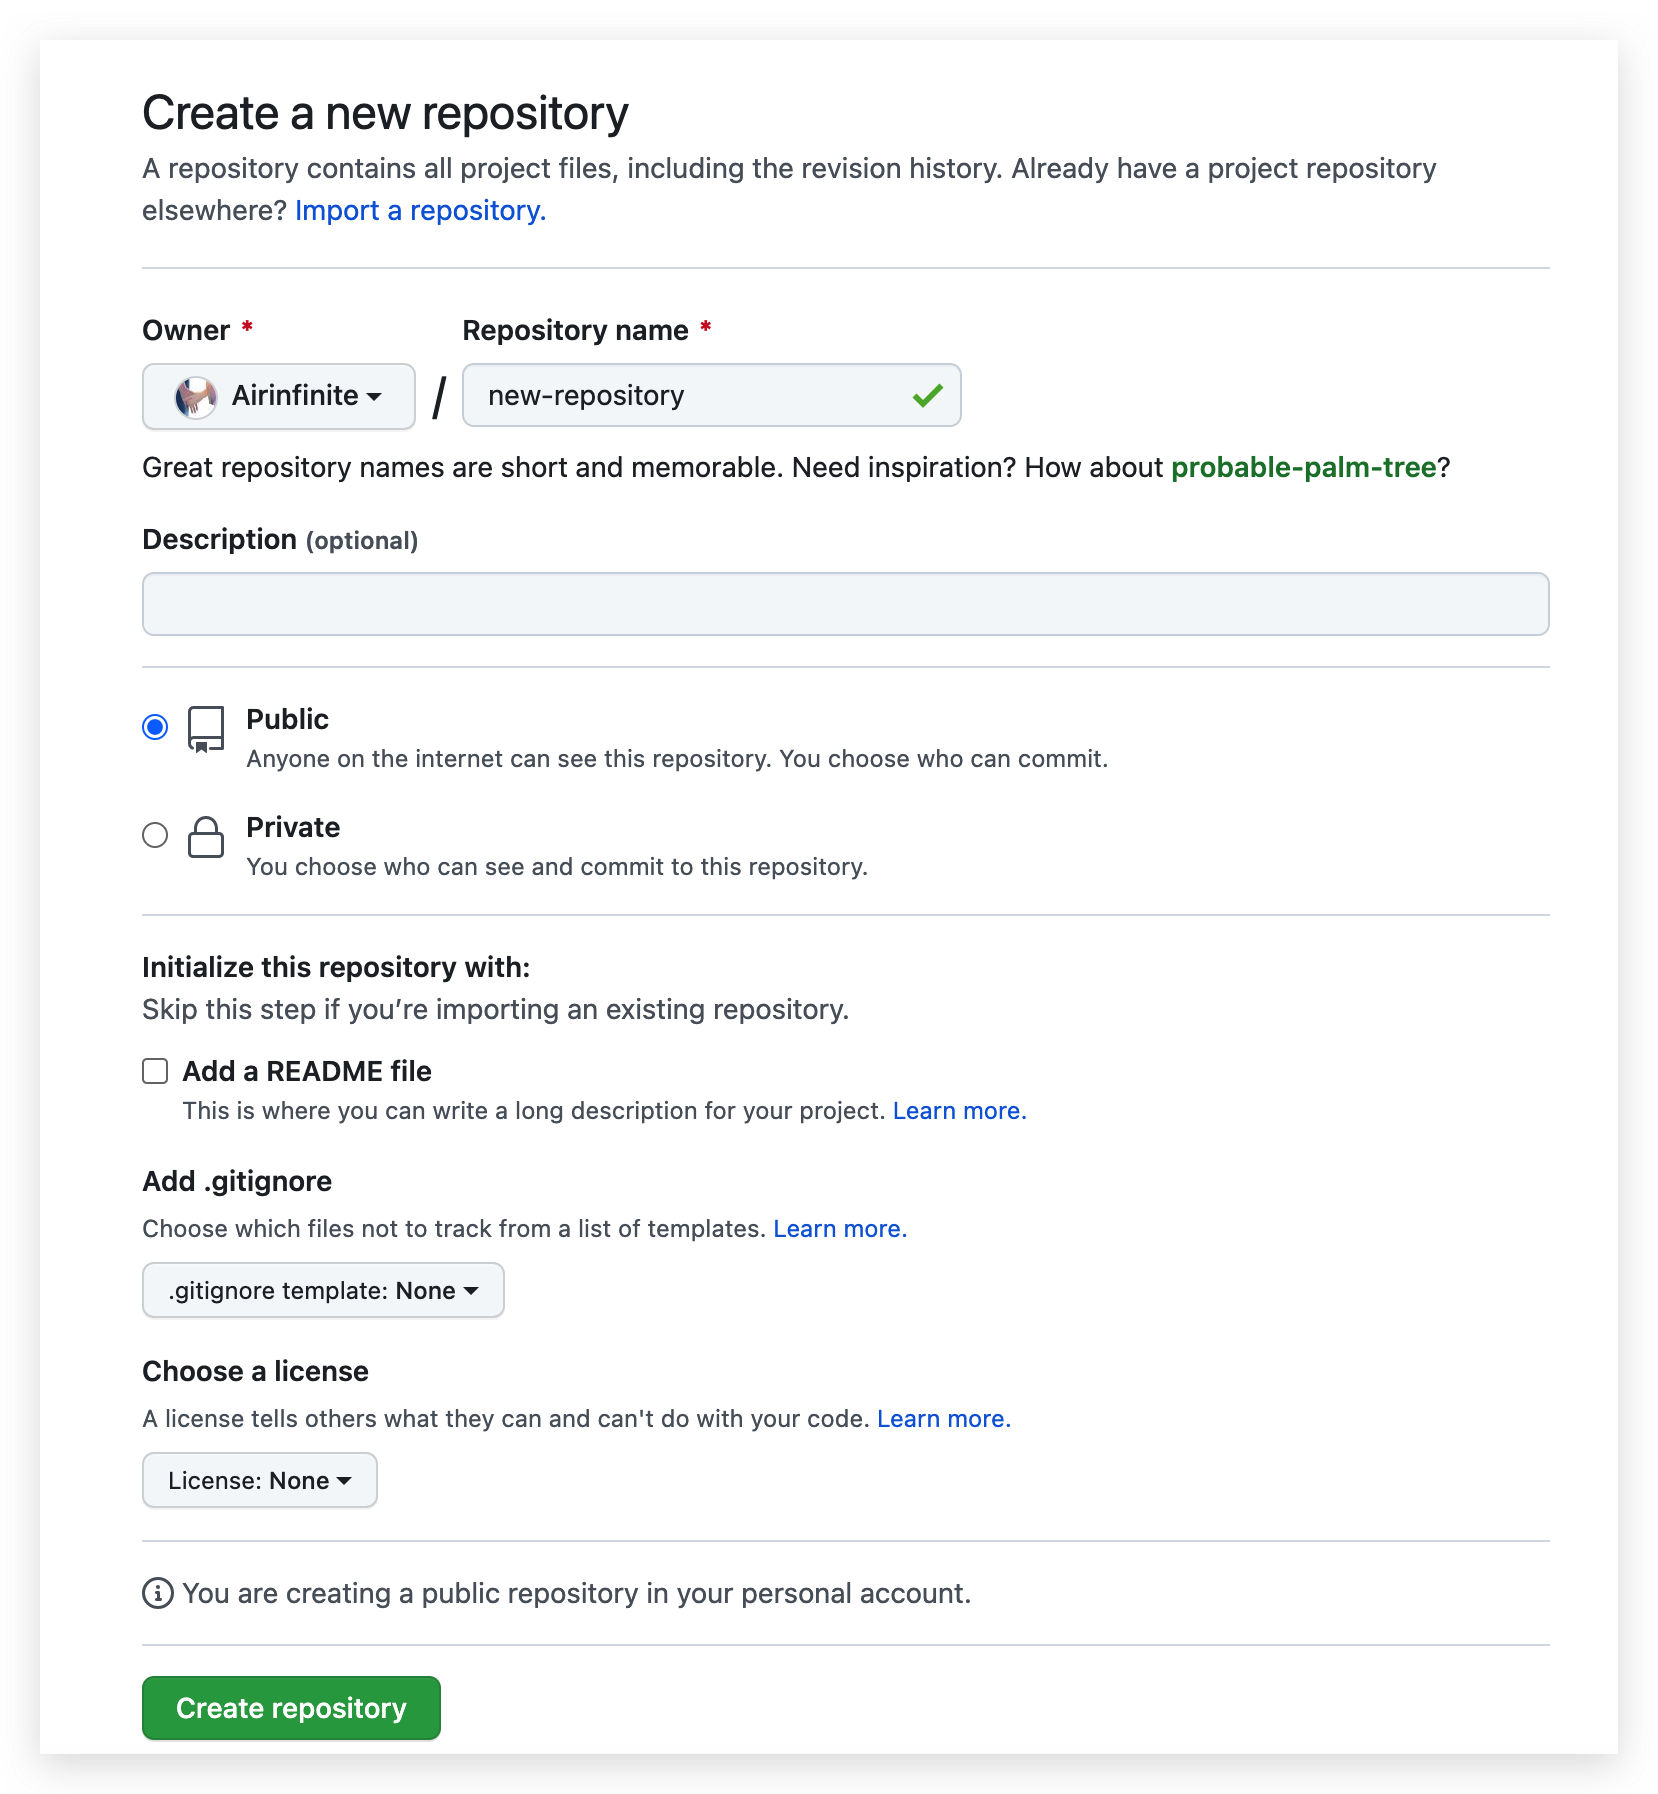 Create a new repository
A repository contains all project files, including the revision history. Already have a project repository
elsewhere? Import a repository.
Owner *
Repository name *
Airinfinite
/
new-repository
Great repository names are short and memorable. Need inspiration? How about probable-palm-tree?
Description (optional)
Public
Anyone on the internet can see this repository. You choose who can commit.
Private
You choose who can see and commit to this repository.
Initialize this repository with:
Skip this step if you’re importing an existing repository.
Add a README file
This is where you can write a long description for your project. Learn more.
Add .gitignore
Choose which files not to track from a list of templates. Learn more.
.gitignore template: None
Choose a license
A license tells others what they can and can't do with your code. Learn more.
License: None
You are creating a public repository in your personal account.
Create repository